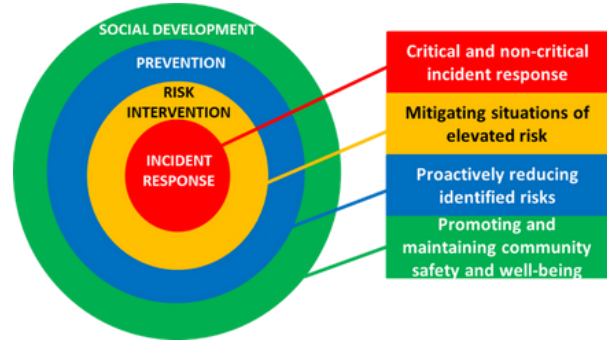 SOCIAL DEVELOPMENT
PREVENTION
RISK
INTERVENTION
INCIDENT
RESPONSE
Critical and non-critical
incident response
Mitigating situations of
elevated risk
Proactively reducing
identified risks
Promoting and
maintaining community
safety and well-being